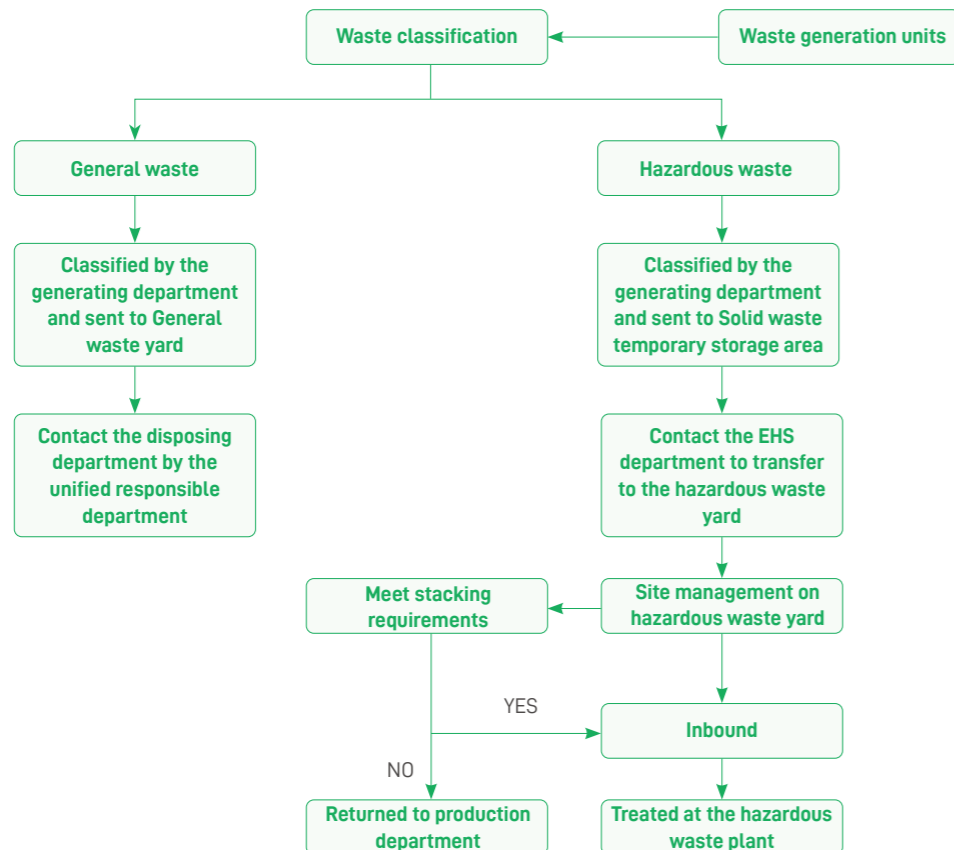 Waste classification
Waste generation units
General waste
Hazardous waste
Classified by the
generating department
and sent to General
waste yard
Classified by the
generating department
and sent to Solid waste
temporary storage area
Contact the disposing
department by the
unified responsible
department
Contact the EHS
department to transfer
to the hazardous waste
yard
Meet stacking
requirements
Site management on
hazardous waste yard
YES
Inbound
NO
Returned to production
department
Treated at the hazardous
waste plant